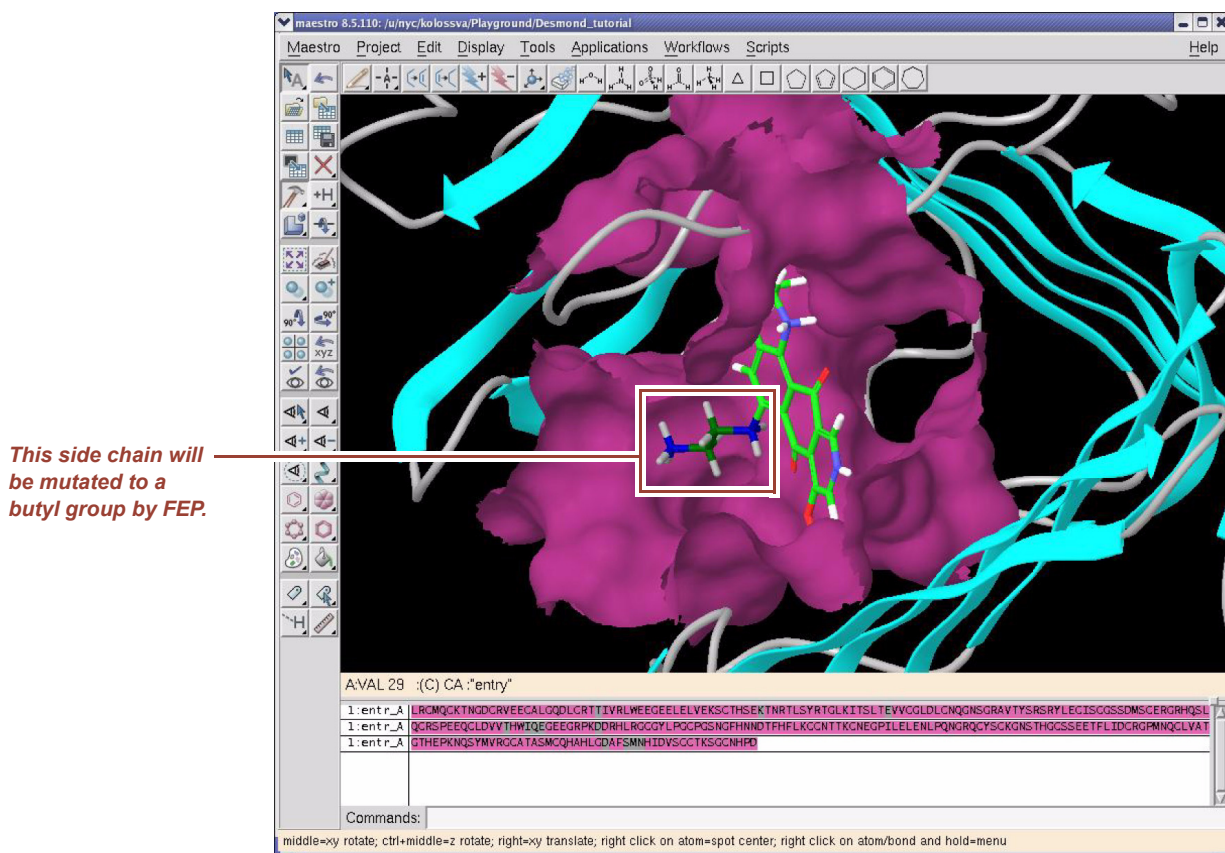 maestro 8.5.110: /u/nyc/kolossva/Playground/Desmond_tutorial
Maestro Project Edit Display Tools Applications Workflows Scripts Help
+H
90° 90°
xyz
This side chain will
be mutated to a
butyl group by FEP.
H
A:VAL 29 :(C) CA :"entry"
1:entr_A LRCMQCKTNGDCRVEECALGQDLCRTTIVRLWEEGEELELVEKSCTHSEKTNRTLSYRTGLKITSLTEVVCGLDLCNQGNSGRAVTYSRSRYLECISCGSSDMSCERGRHQSL
1:entr_A QCRSPEEQCLDVVTHWIQEGEEGRPKDDRHLRGCGYLPGCPGSNGFHNNDTFHFLKCCNTTKCNEGPILELENLPQNGRQCYSCKGNSTHGCSSEETFLIDCRGPMNQCLVAT
1:entr_A GTHEPKNQSYMVRGCATASMCQHAHLGDAFSMNHIDVSCCTKSGCNHPD
Commands:
middle=xy rotate; ctrl+middle=z rotate; right=xy translate; right click on atom=spot center; right click on atom/bond and hold=menu